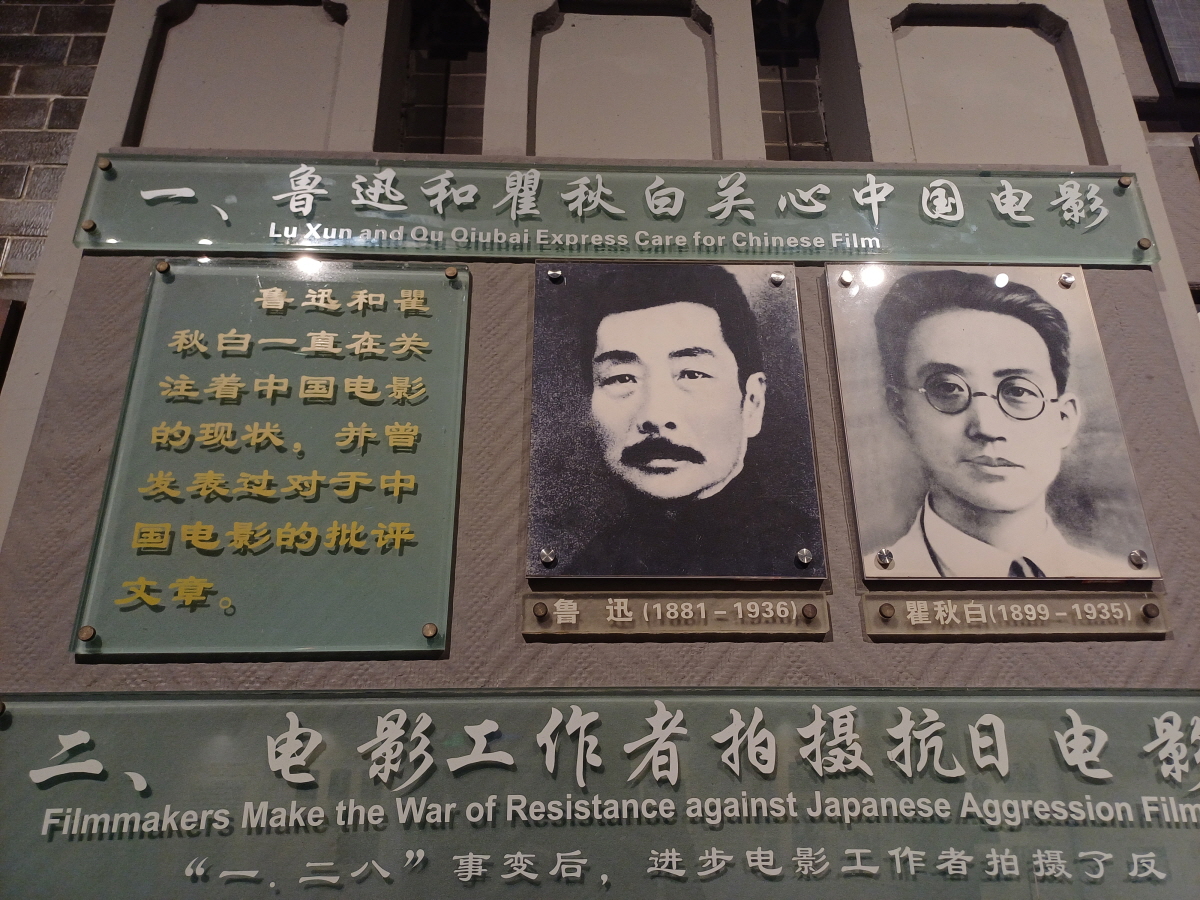 一、鲁迅和瞿秋白关心中国电影
Lu Xun and Qu Qiubai Express Care for Chinese Film
鲁迅和瞿
秋白一直在关
注着中国电影
的现状，并曾
发表过对于中
国电影的批评
文章。
鲁 迅 (1881－1936)
瞿秋白(1899－1935)
二、 电影工作者拍摄抗日电影
Filmmakers Make the War of Resistance against Japanese Aggression Film
“一.二八”事变后，进步电影工作者拍摄了反